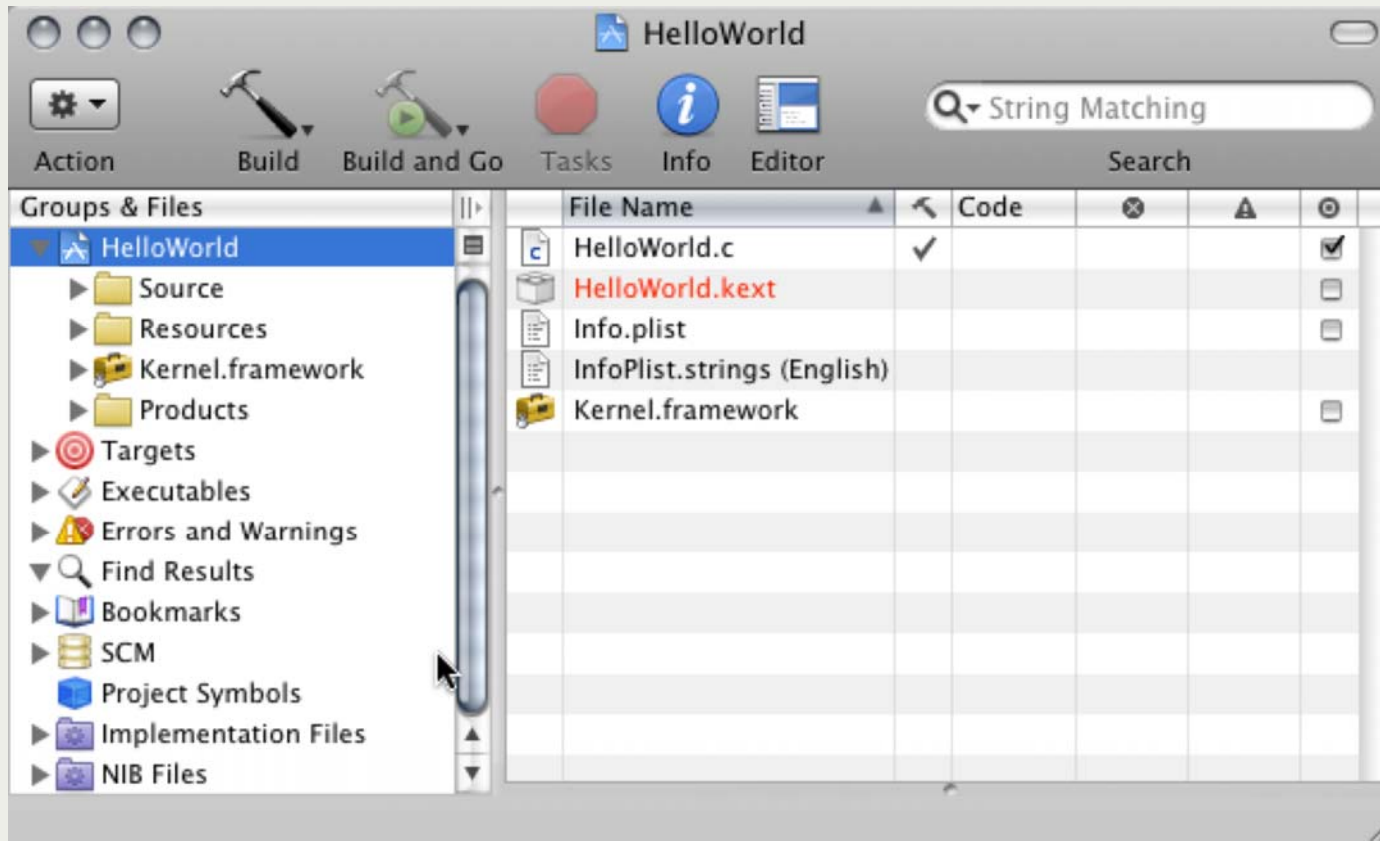 HelloWorld
Action
Build
Build and Go
Tasks
Info
Editor
String Matching
Search
Groups & Files
HelloWorld
Source
Resources
Kernel.framework
Products
Targets
Executables
Errors and Warnings
Find Results
Bookmarks
SCM
Project Symbols
Implementation Files
NIB Files
File Name
Code
HelloWorld.c
HelloWorld.kext
Info.plist
InfoPlist.strings (English)
Kernel.framework